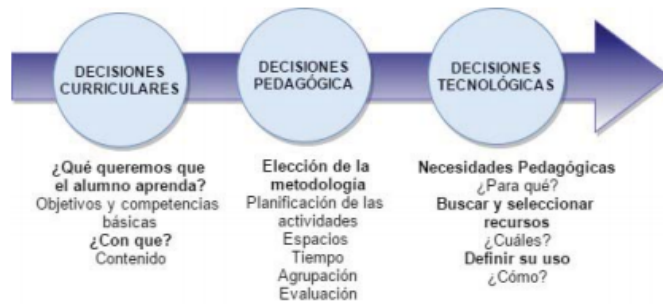 DECISIONES
CURRICULARES
¿Qué queremos que
el alumno aprenda?
Objetivos y competencias
básicas
¿Con que?
Contenido
DECISIONES
PEDAGÓGICA
Elección de la
metodología
Planificación de las
actividades
Espacios
Tiempo
Agrupación
Evaluación
DECISIONES
TECNOLÓGICAS
Necesidades Pedagógicas
¿Para qué?
Buscar y seleccionar
recursos
¿Cuáles?
Definir su uso
¿Cómo?